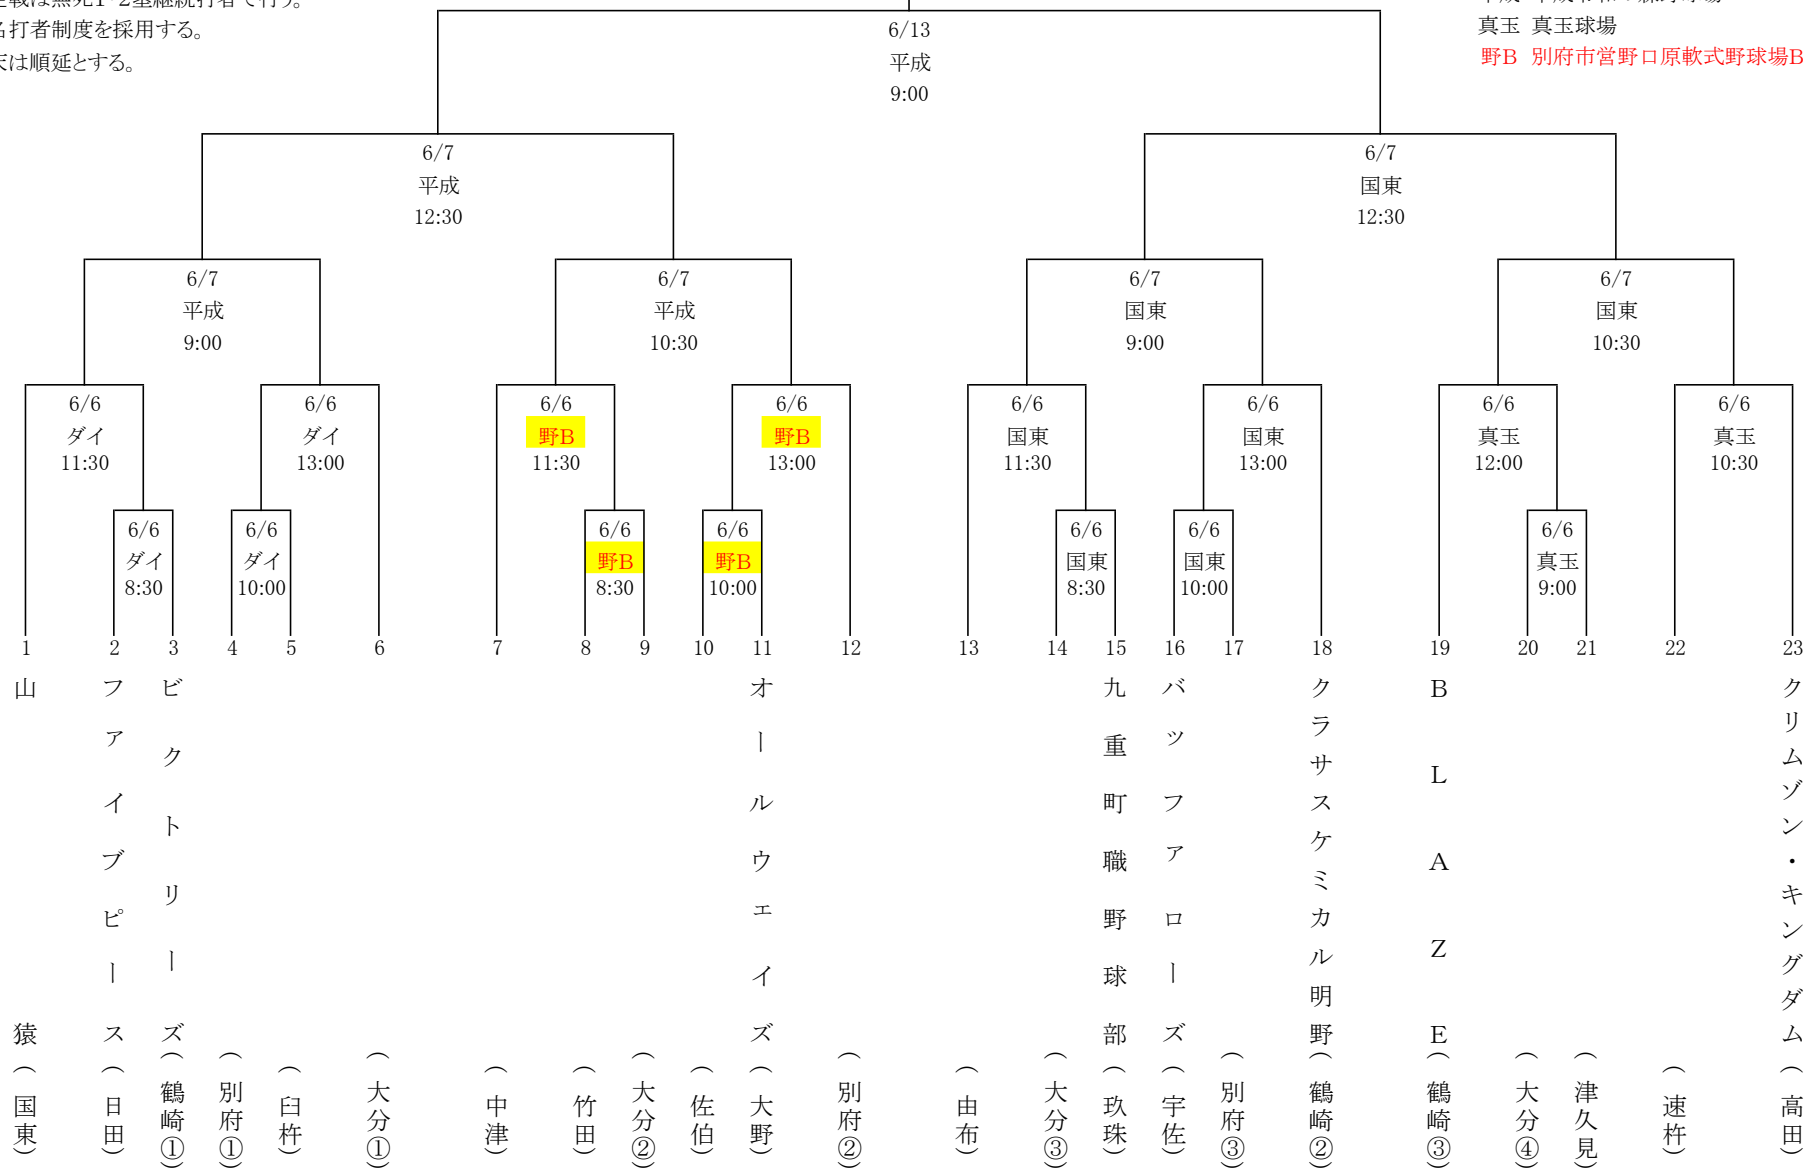 名打者制度を採用する。
天は順延とする。
真玉 真玉球場
野B 別府市営野口原軟式野球場B
6/13
平成
9:00
6/7
平成
12:30
6/7
国東
12:30
6/7
平成
9:00
6/7
平成
10:30
6/7
国東
9:00
6/7
国東
10:30
6/6
ダイ
11:30
6/6
ダイ
13:00
6/6
野B
11:30
6/6
野B
13:00
6/6
国東
11:30
6/6
国東
13:00
6/6
真玉
12:00
6/6
真玉
10:30
6/6
ダイ
8:30
6/6
ダイ
10:00
6/6
野B
8:30
6/6
野B
10:00
6/6
国東
8:30
6/6
国東
10:00
6/6
真玉
9:00
1 2 3 4 5 6 7 8 9 10 11 12 13 14 15 16 17 18 19 20 21 22 23
山猿(国東)
ファイブピース(日田)
ビクトリーズ(鶴崎①)
(別府①)
(臼杵)
(大分①)
(中津)
(竹田)
(大分②)
(佐伯)
オールウェイズ(大野)
(別府②)
(由布)
(大分③)
九重町職野球部(玖珠)
バッファローズ(宇佐)
(別府③)
クラサスケミカル明野(鶴崎②)
BLAZE(鶴崎③)
(大分④)
(津久見)
(速杵)
クリムゾン・キングダム(高田)